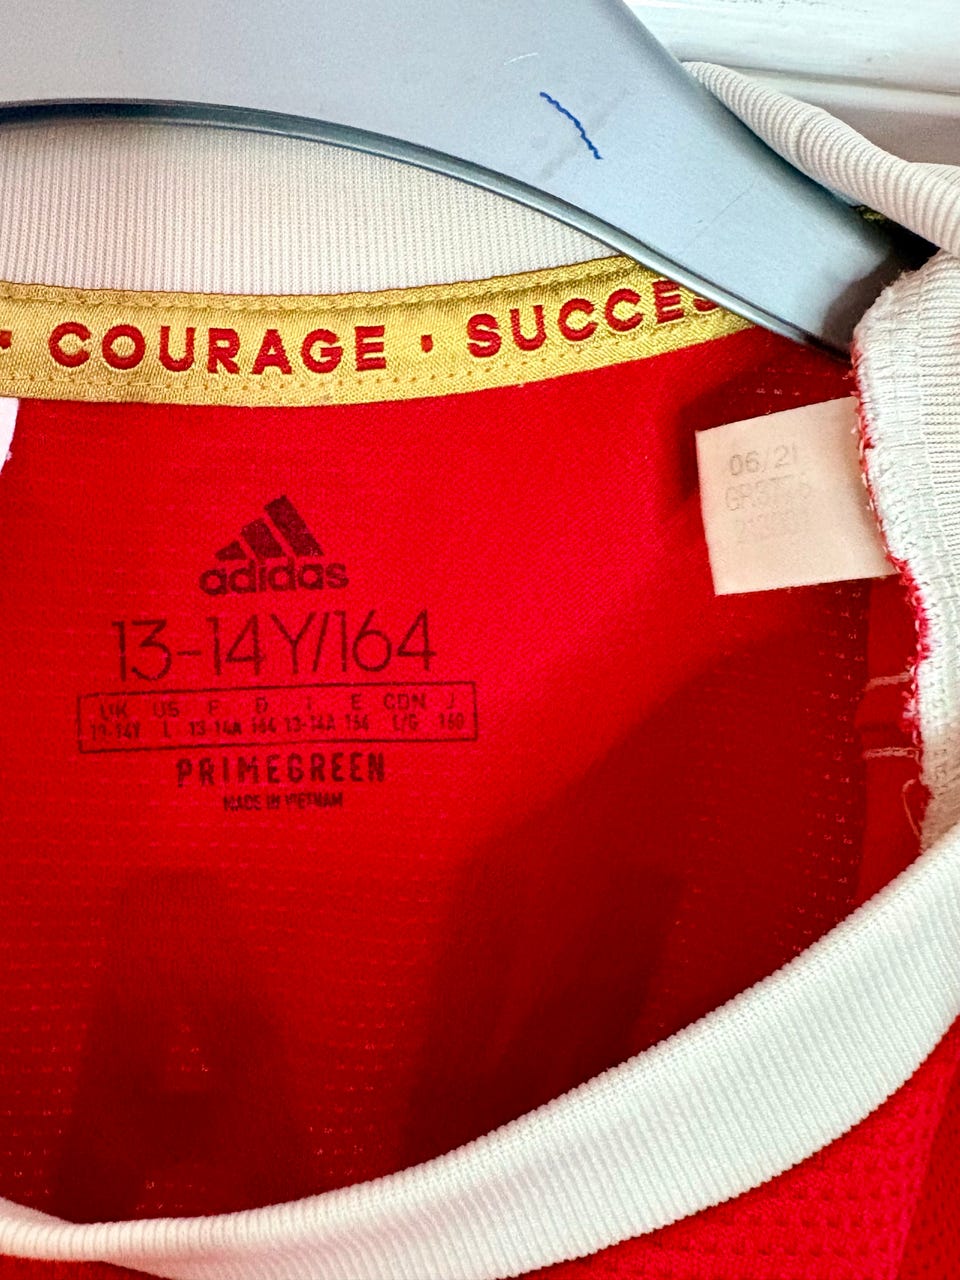 · COURAGE · SUCCES
06/21
adidas
13-14Y/164
UK US F D I E CDN J
13-14Y L 13-14A 164 13-14A 164 L/G 160
PRIMEGREEN
MADE IN VIETNAM